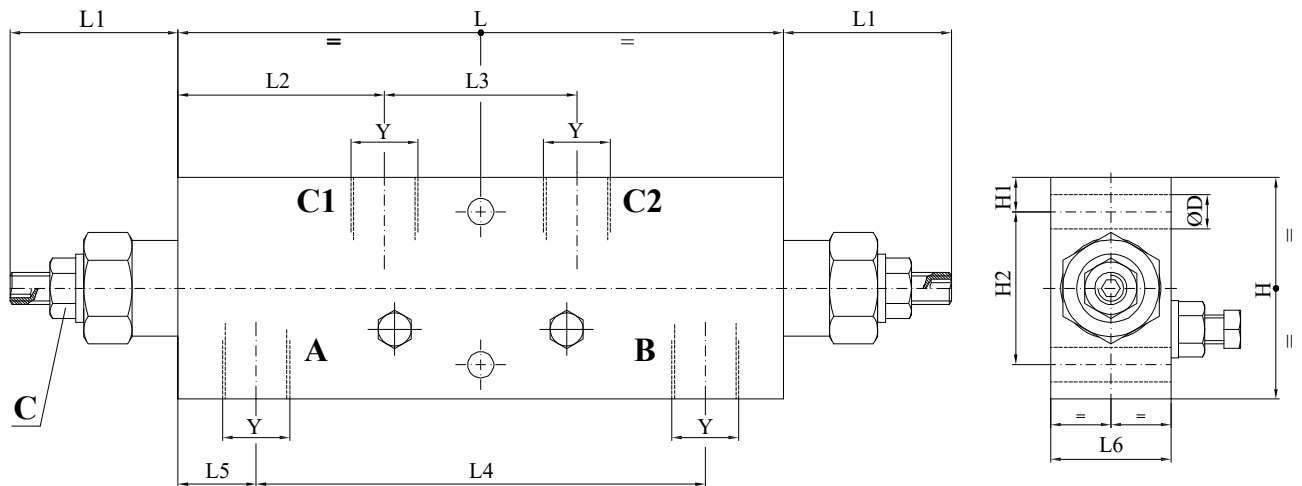 L1 L L1
= =
L2 L3
Y Y
C1 C2
H1 ØD
H2 H
=
=
A B
C
Y Y
= =
L5 L4 L6